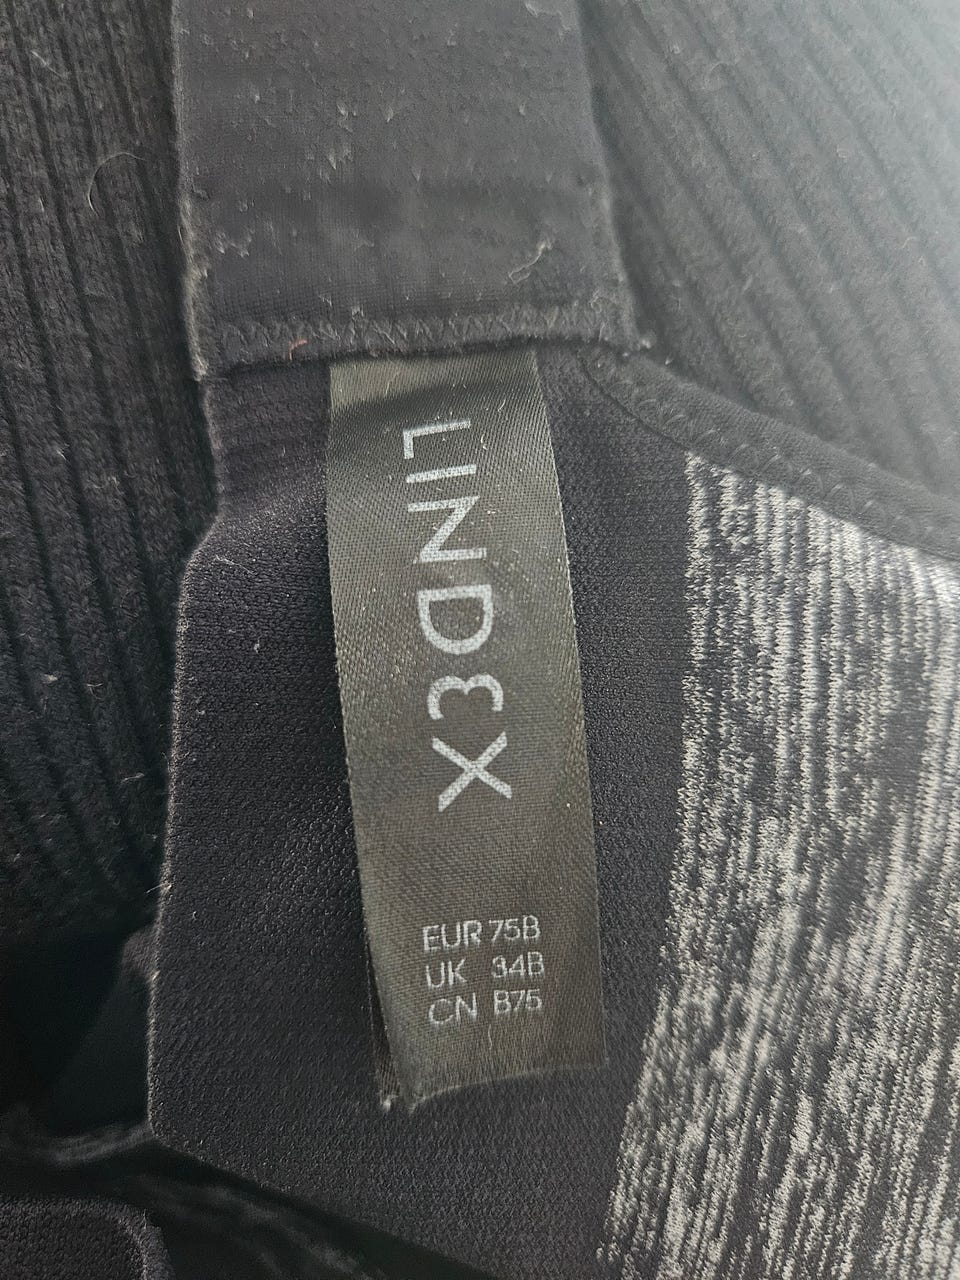 LINDEX
EUR 75B
UK 34B
CN B75